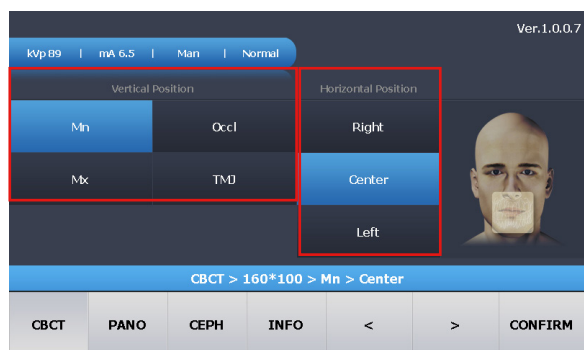 Ver.1.0.0.7
kVp 89 | mA 6.5 | Man | Normal
Vertical Position
Horizontal Position
Mn
Occl
Right
Mx
TMJ
Center
Left
CBCT > 160*100 > Mn > Center
CBCT
PANO
CEPH
INFO
<
>
CONFIRM